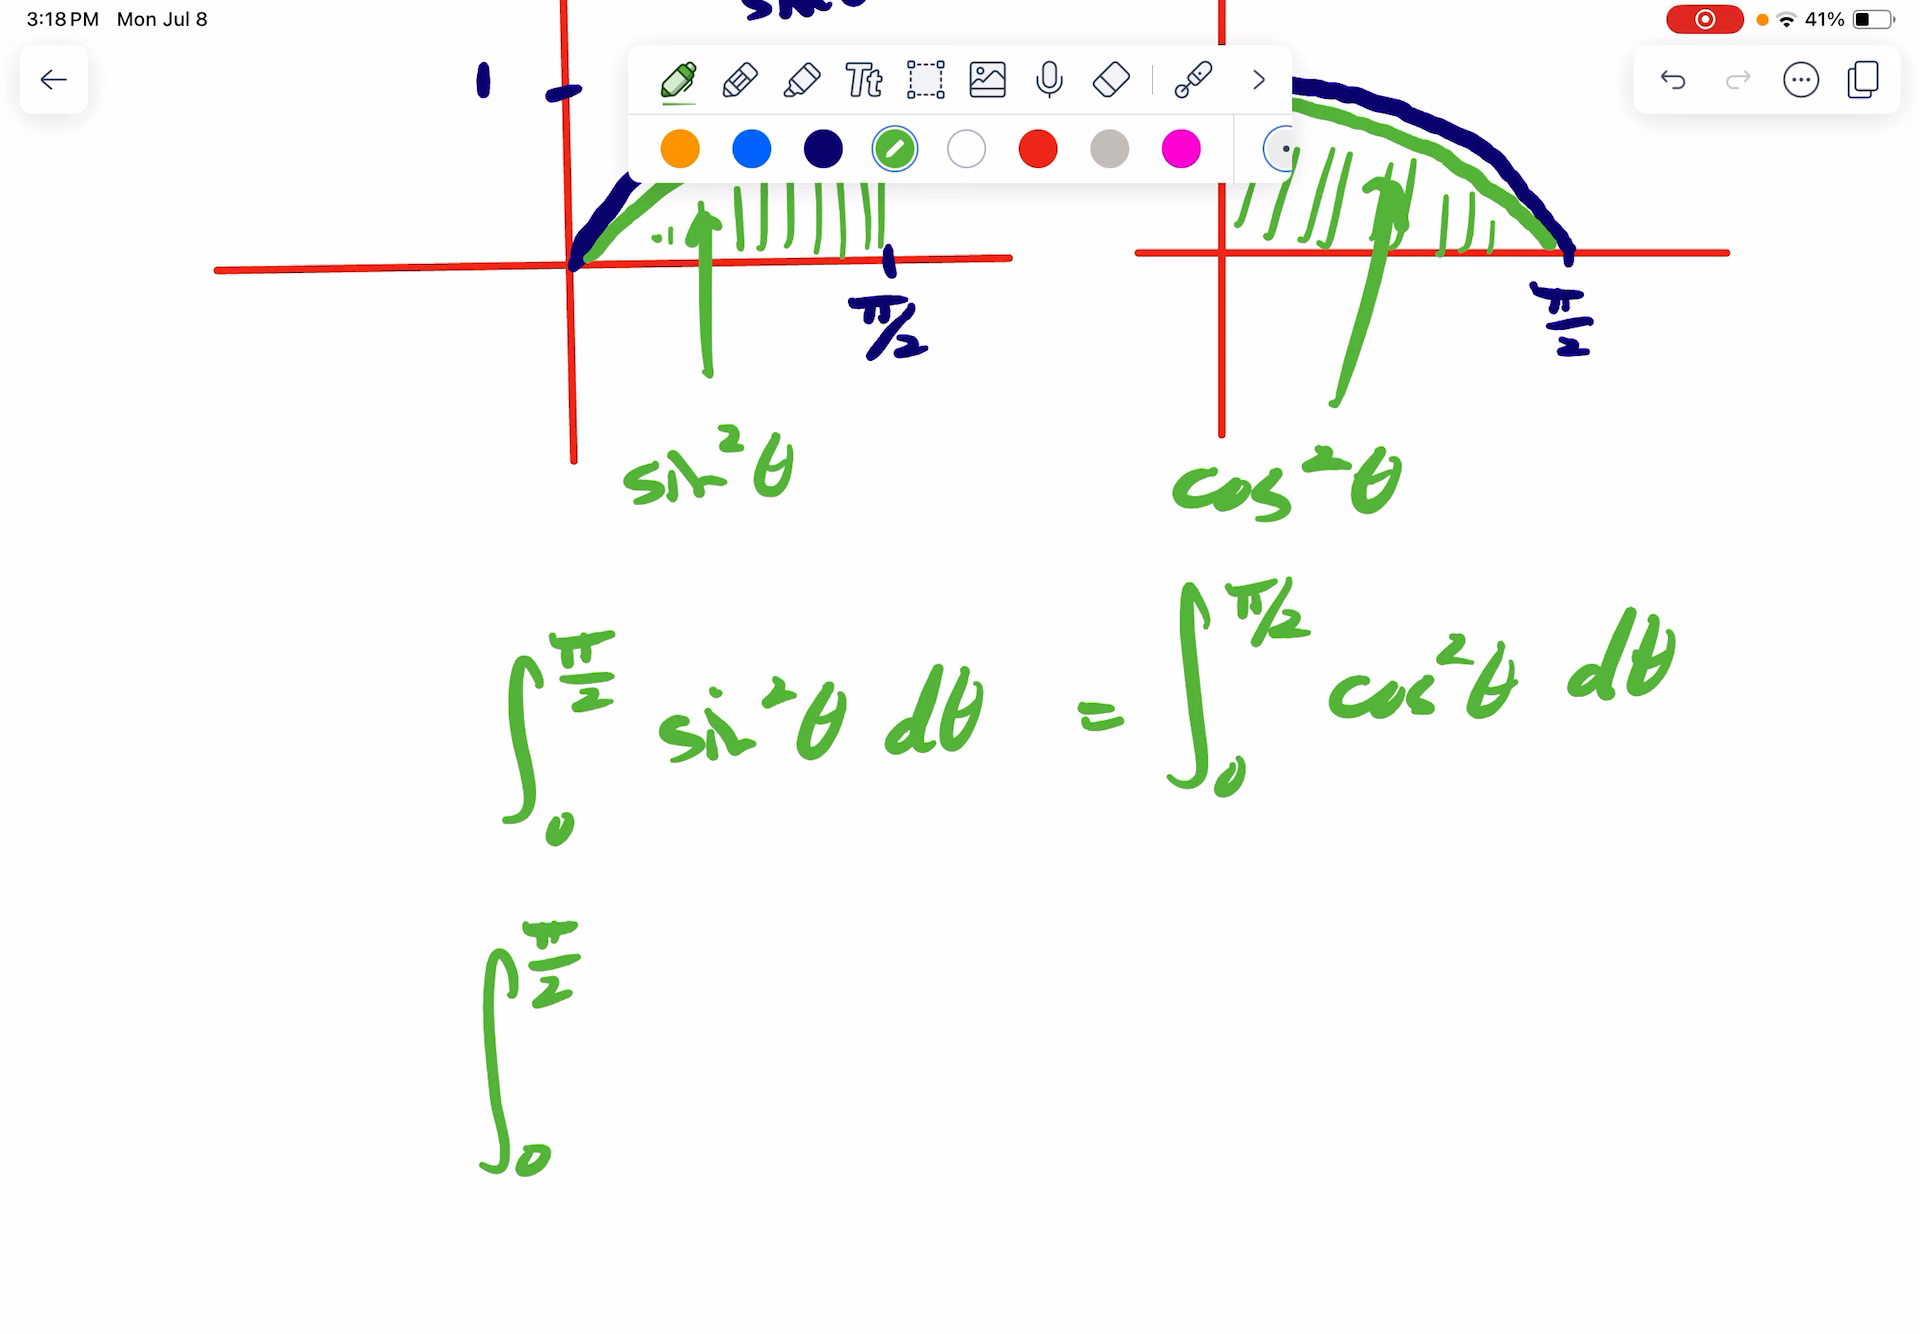 3:18 PM Mon Jul 8
41%
Tt
1
π/2
π/2
sin²θ
cos²θ
∫₀^{π/2} sin²θ dθ = ∫₀^{π/2} cos²θ dθ
∫₀^{π/2}